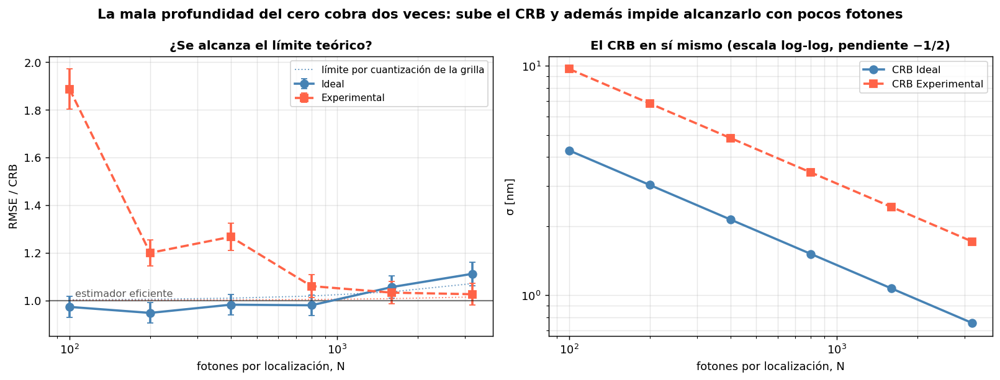 La mala profundidad del cero cobra dos veces: sube el CRB y además impide alcanzarlo con pocos fotones
¿Se alcanza el límite teórico?
2.0
1.8
1.6
1.4
1.2
1.0
RMSE / CRB
límite por cuantización de la grilla
Ideal
Experimental
estimador eficiente
10²
10³
fotones por localización, N
El CRB en sí mismo (escala log-log, pendiente −1/2)
10¹
10⁰
σ [nm]
CRB Ideal
CRB Experimental
10²
10³
fotones por localización, N